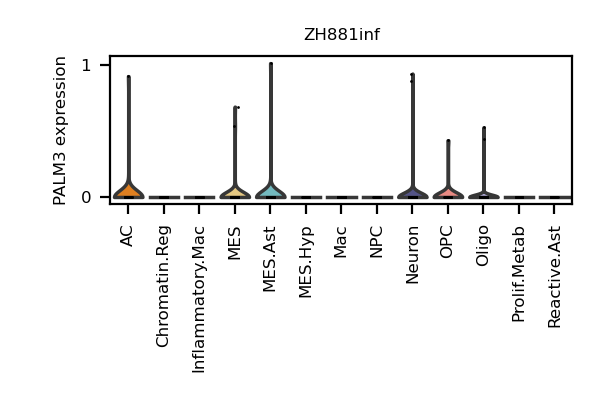 ZH881inf
PALM3 expression
1
0
AC
Chromatin.Reg
Inflammatory.Mac
MES
MES.Ast
MES.Hyp
Mac
NPC
Neuron
OPC
Oligo
Prolif.Metab
Reactive.Ast